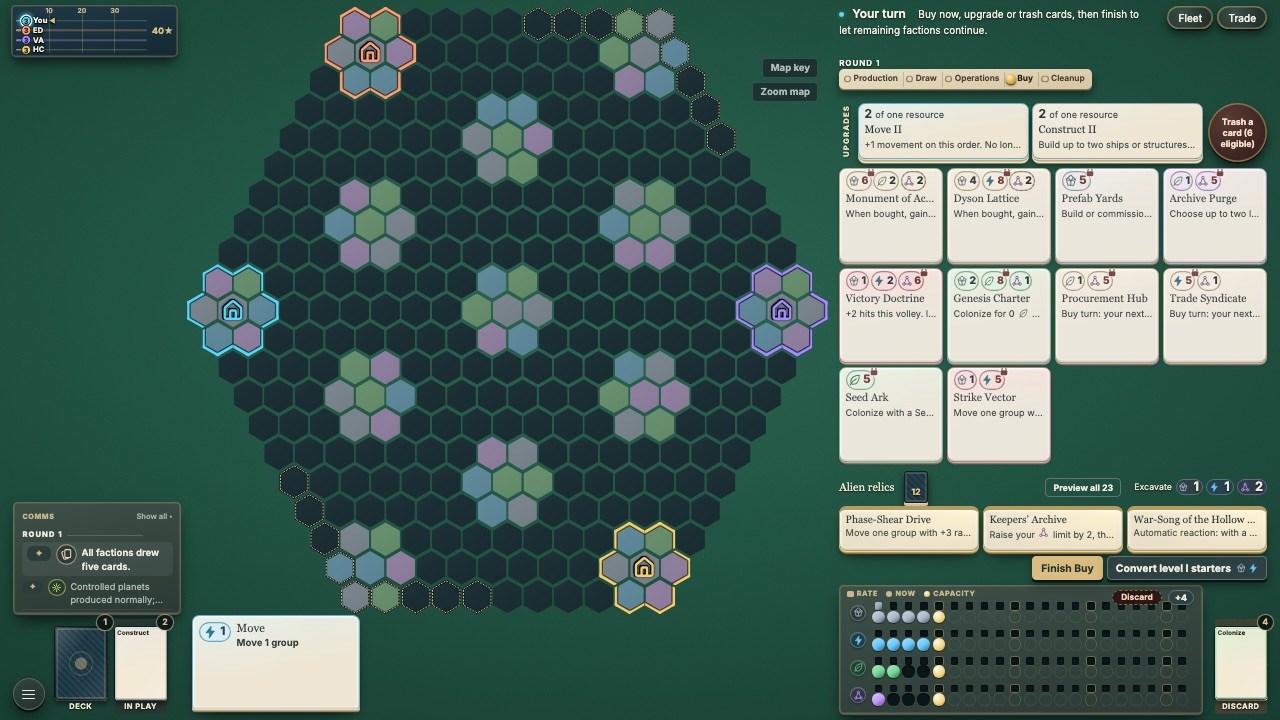 10 20 30
3 You
3 ED
3 VA
3 HC
40★
Map key
Zoom map
Your turn Buy now, upgrade or trash cards, then finish to
let remaining factions continue.
Fleet
Trade
ROUND 1
Production
Draw
Operations
Buy
Cleanup
UPGRADES
2 of one resource
Move II
+1 movement on this order. No lon...
2 of one resource
Construct II
Build up to two ships or structures...
Trash a
card (6
eligible)
6 2 2
Monument of Ac...
When bought, gain...
4 8 2
Dyson Lattice
When bought, gain...
5
Prefab Yards
Build or commissio...
1 5
Archive Purge
Choose up to two l...
1 2 6
Victory Doctrine
+2 hits this volley. I...
2 8 1
Genesis Charter
Colonize for 0 ...
1 5
Procurement Hub
Buy turn: your next...
5 1
Trade Syndicate
Buy turn: your next...
5
Seed Ark
Colonize with a Se...
1 5
Strike Vector
Move one group w...
Alien relics
12
Preview all 23
Excavate 1 1 2
Phase-Shear Drive
Move one group with +3 ra...
Keepers' Archive
Raise your limit by 2, th...
War-Song of the Hollow ...
Automatic reaction: with a ...
Finish Buy
Convert level I starters
RATE NOW CAPACITY
Discard
+4
COMMS
Show all
ROUND 1
All factions drew
five cards.
Controlled planets
produced normally;...
1
DECK
2
Construct
IN PLAY
1
Move
Move 1 group
4
Colonize
DISCARD